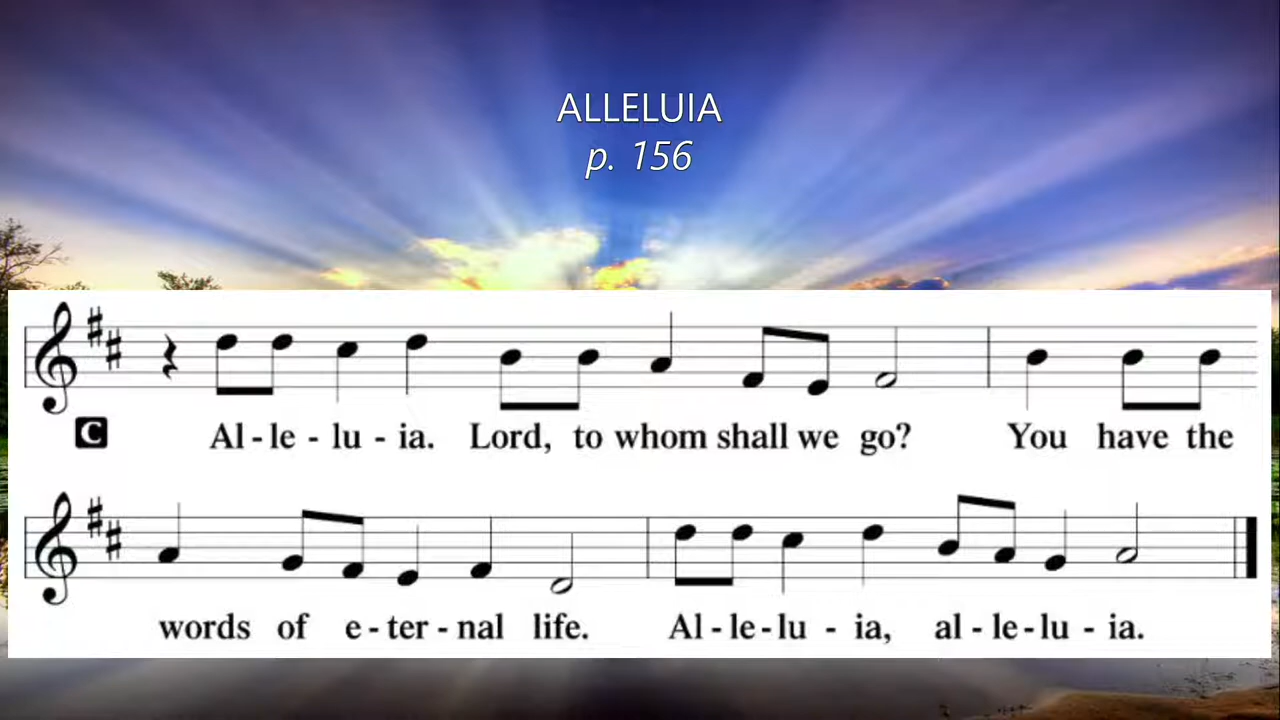 ALLELUIA
p. 156
C Al - le - lu - ia. Lord, to whom shall we go? You have the
words of e - ter - nal life. Al - le - lu - ia, al - le - lu - ia.